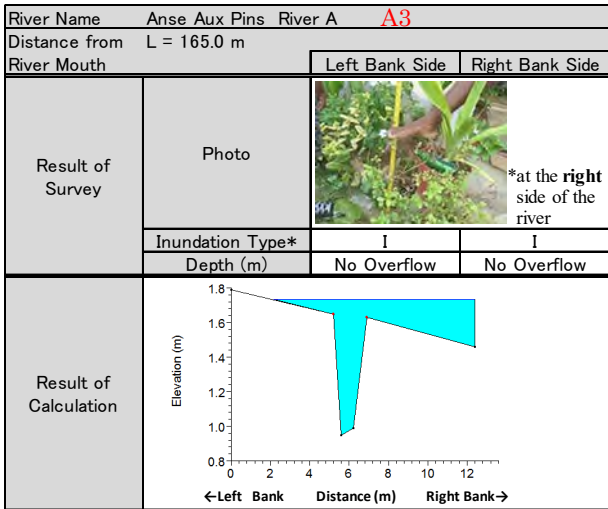 River Name Anse Aux Pins River A A3
Distance from L = 165.0 m
River Mouth Left Bank Side Right Bank Side
Result of
Survey
Photo
*at the right
side of the
river
Inundation Type* I I
Depth (m) No Overflow No Overflow
Result of
Calculation
Elevation (m)
1.8
1.6
1.4
1.2
1.0
0.8
0 2 4 6 8 10 12
←Left Bank Distance (m) Right Bank→